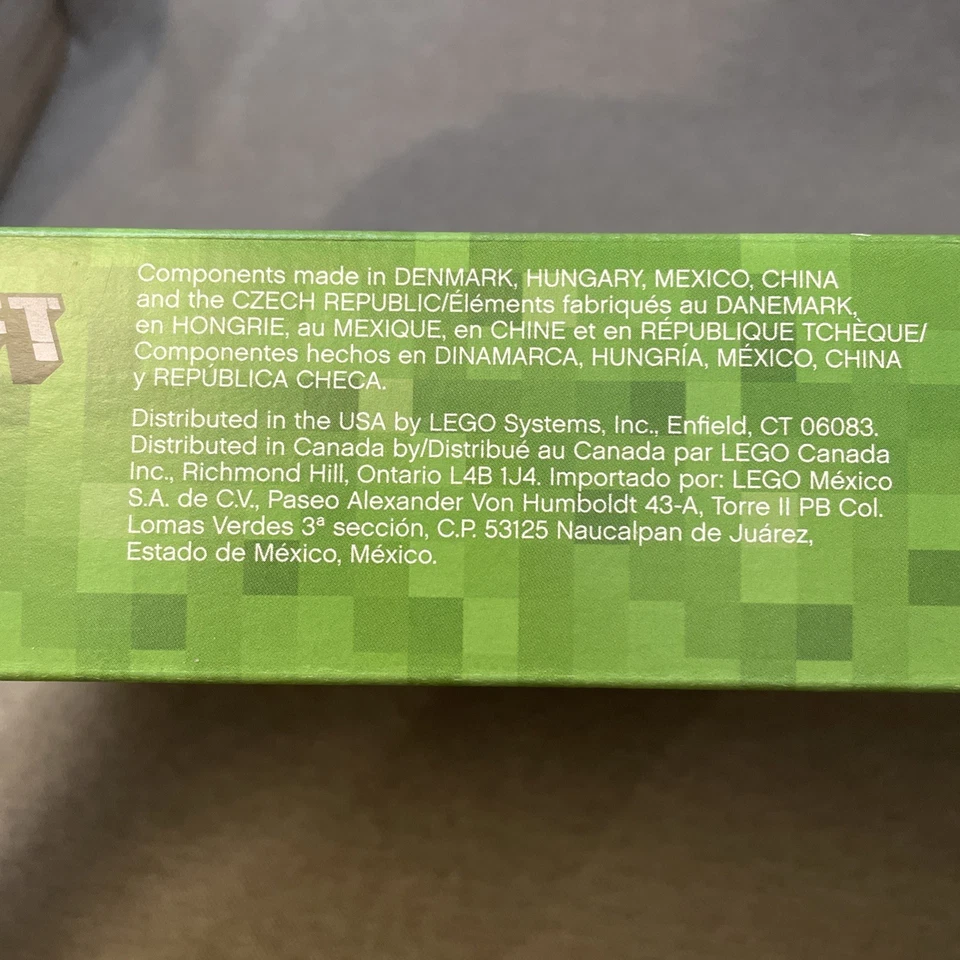 FT
Components made in DENMARK, HUNGARY, MEXICO, CHINA
and the CZECH REPUBLIC/Éléments fabriqués au DANEMARK,
en HONGRIE, au MEXIQUE, en CHINE et en RÉPUBLIQUE TCHÈQUE/
Componentes hechos en DINAMARCA, HUNGRÍA, MÉXICO, CHINA
y REPÚBLICA CHECA.
Distributed in the USA by LEGO Systems, Inc., Enfield, CT 06083.
Distributed in Canada by/Distribué au Canada par LEGO Canada
Inc., Richmond Hill, Ontario L4B 1J4. Importado por: LEGO México
S.A. de C.V., Paseo Alexander Von Humboldt 43-A, Torre II PB Col.
Lomas Verdes 3ª sección, C.P. 53125 Naucalpan de Juárez,
Estado de México, México.